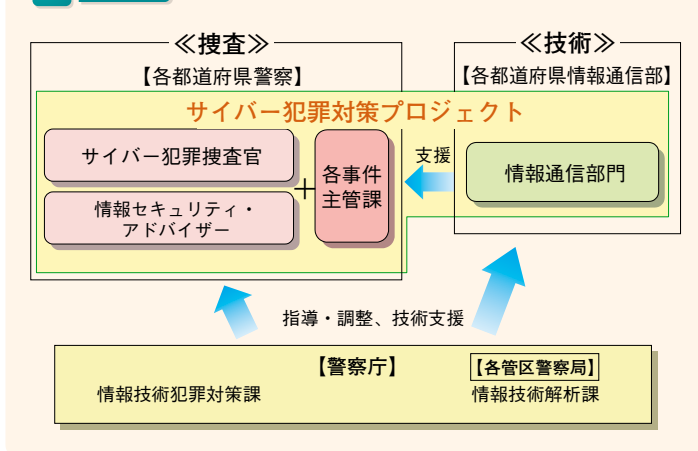 ≪捜査≫
≪技術≫
【各都道府県警察】
【各都道府県情報通信部】
サイバー犯罪対策プロジェクト
サイバー犯罪捜査官
情報セキュリティ・
アドバイザー
＋
各事件
主管課
支援
情報通信部門
指導・調整、技術支援
【警察庁】
【各管区警察局】
情報技術犯罪対策課
情報技術解析課